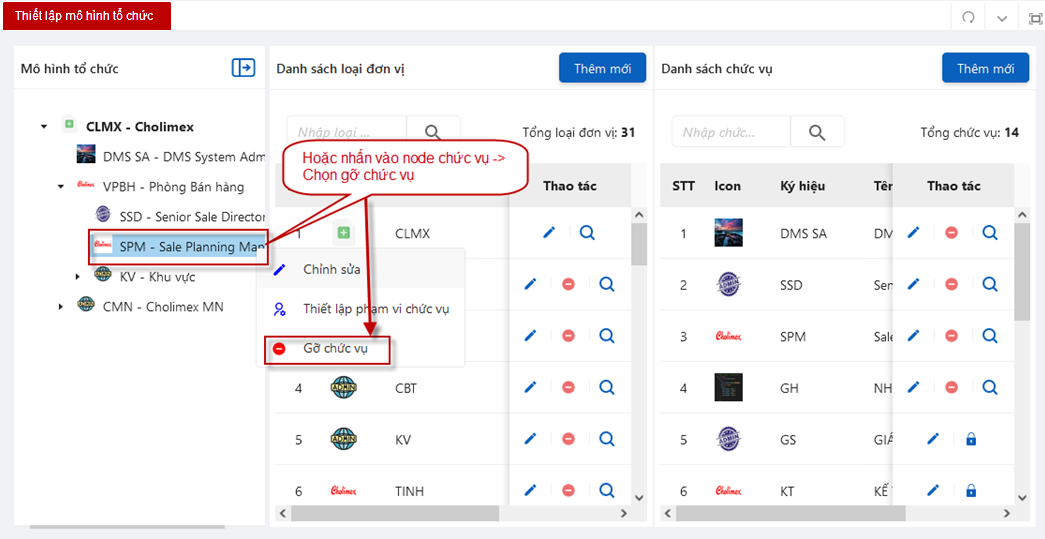 Thiết lập mô hình tổ chức
Mô hình tổ chức
CLMX - Cholimex
DMS SA - DMS System Adm
VPBH - Phòng Bán hàng
SSD - Senior Sale Director
SPM - Sale Planning Man
KV - Khu vực
CMN - Cholimex MN
Danh sách loại đơn vị
Thêm mới
Nhập loại ...
Tổng loại đơn vị: 31
Hoặc nhấn vào node chức vụ ->
Chọn gỡ chức vụ
Thao tác
1 CLMX
Chỉnh sửa
Thiết lập phạm vi chức vụ
Gỡ chức vụ
4 ADMIN CBT
5 ADMIN KV
6 Cholimex TINH
Danh sách chức vụ
Thêm mới
Nhập chức...
Tổng chức vụ: 14
STT Icon Ký hiệu Tên Thao tác
1 DMS SA DM
2 ADMIN SSD Sen
3 Cholimex SPM Sale
4 GH NH
5 ADMIN GS GIÁ
6 Cholimex KT KẾ